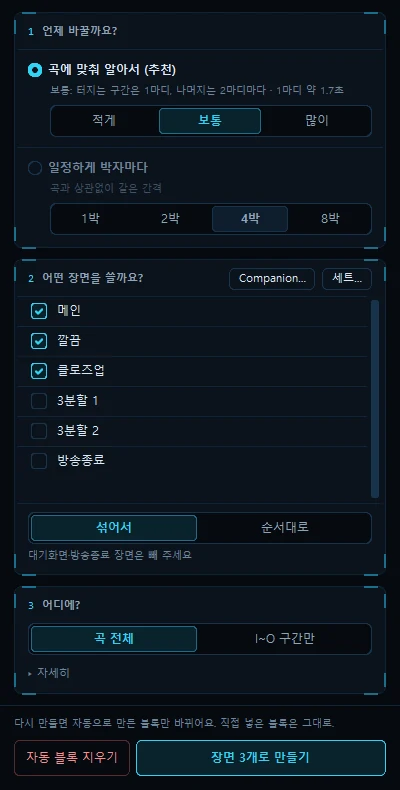 1 언제 바꿀까요?
곡에 맞춰 알아서 (추천)
보통: 터지는 구간은 1마디, 나머지는 2마디마다 · 1마디 약 1.7초
적게 보통 많이
일정하게 박자마다
곡과 상관없이 같은 간격
1박 2박 4박 8박
2 어떤 장면을 쓸까요? Companion... 세트...
메인
깔끔
클로즈업
3분할 1
3분할 2
방송종료
섞어서 순서대로
대기화면·방송종료 장면은 빼 주세요
3 어디에?
곡 전체 I~O 구간만
▸ 자세히
다시 만들면 자동으로 만든 블록만 바뀌어요. 직접 넣은 블록은 그대로.
자동 블록 지우기 장면 3개로 만들기